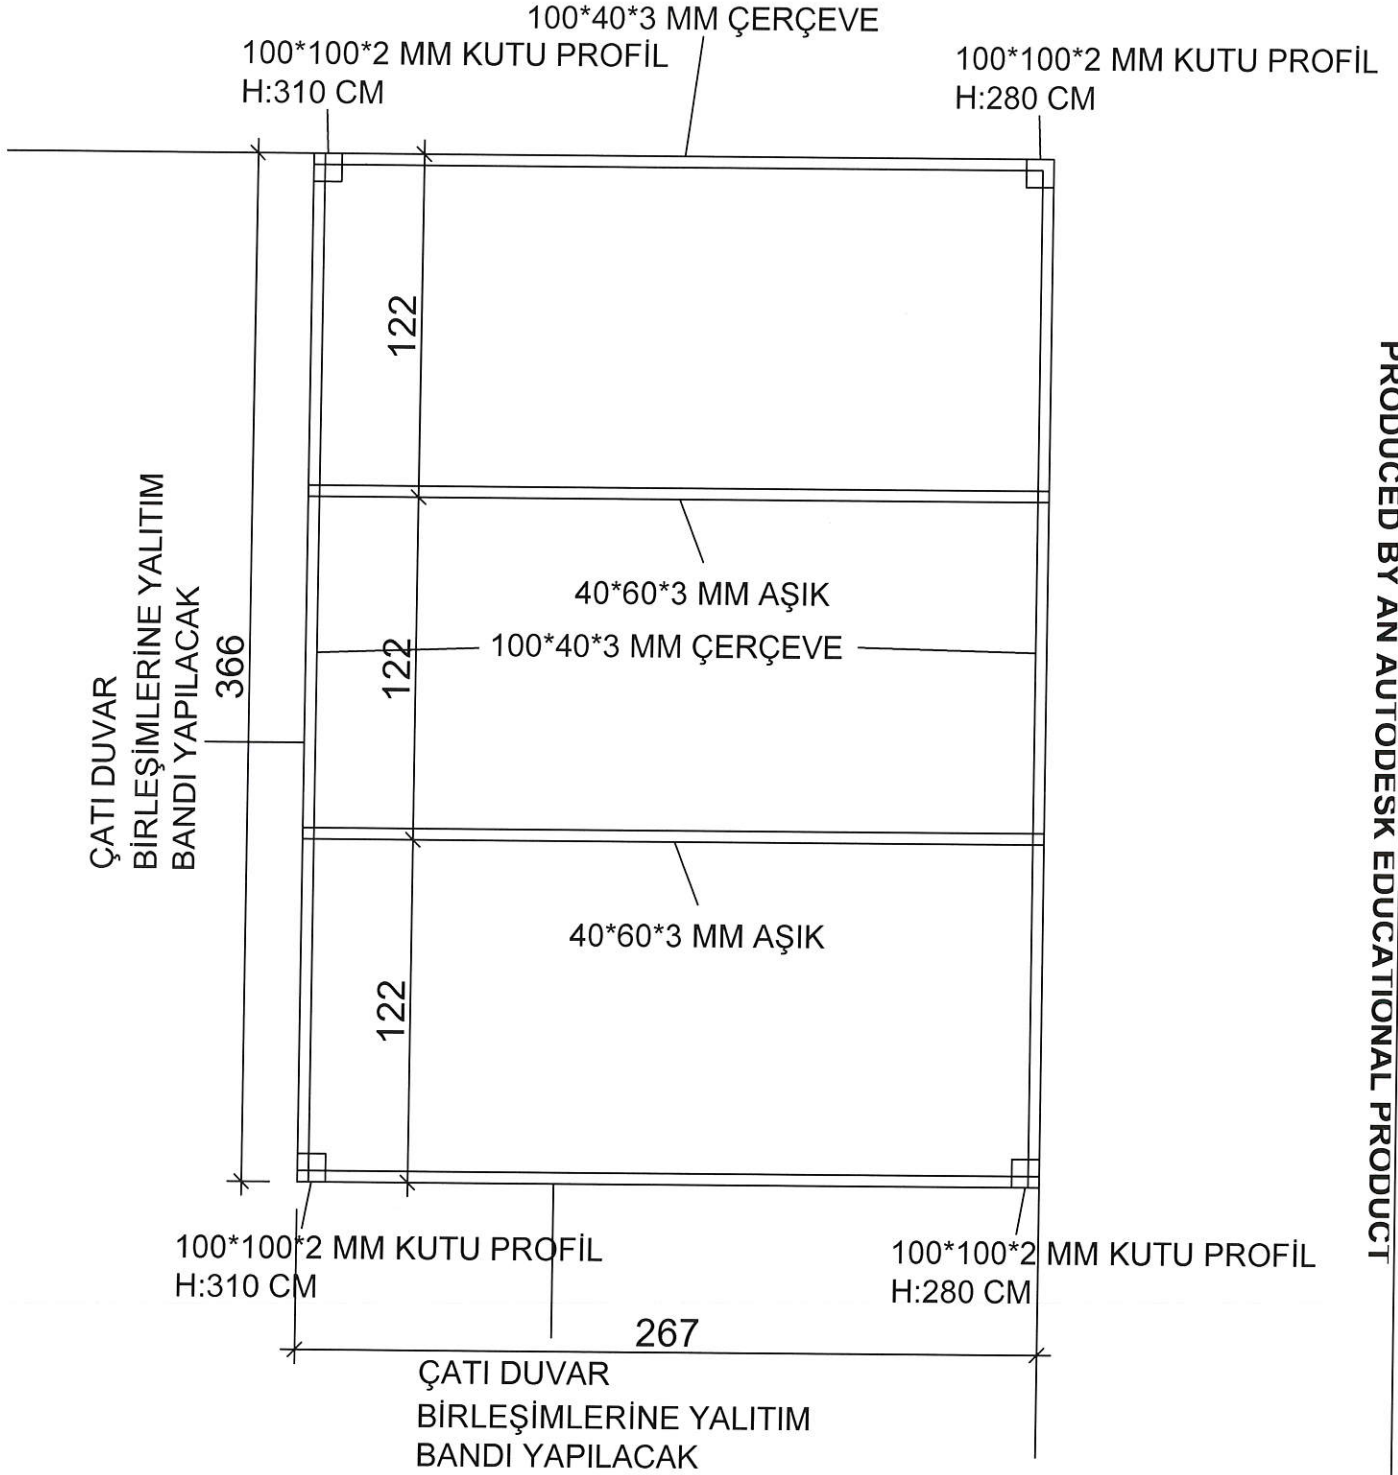 100*40*3 MM ÇERÇEVE
100*100*2 MM KUTU PROFİL
H:310 CM
100*100*2 MM KUTU PROFİL
H:280 CM
122
40*60*3 MM AŞIK
100*40*3 MM ÇERÇEVE
122
366
ÇATI DUVAR
BİRLEŞİMLERİNE YALITIM
BANDI YAPILACAK
40*60*3 MM AŞIK
122
100*100*2 MM KUTU PROFİL
H:310 CM
100*100*2 MM KUTU PROFİL
H:280 CM
267
ÇATI DUVAR
BİRLEŞİMLERİNE YALITIM
BANDI YAPILACAK
PRODUCED BY AN AUTODESK EDUCATIONAL PRODUCT